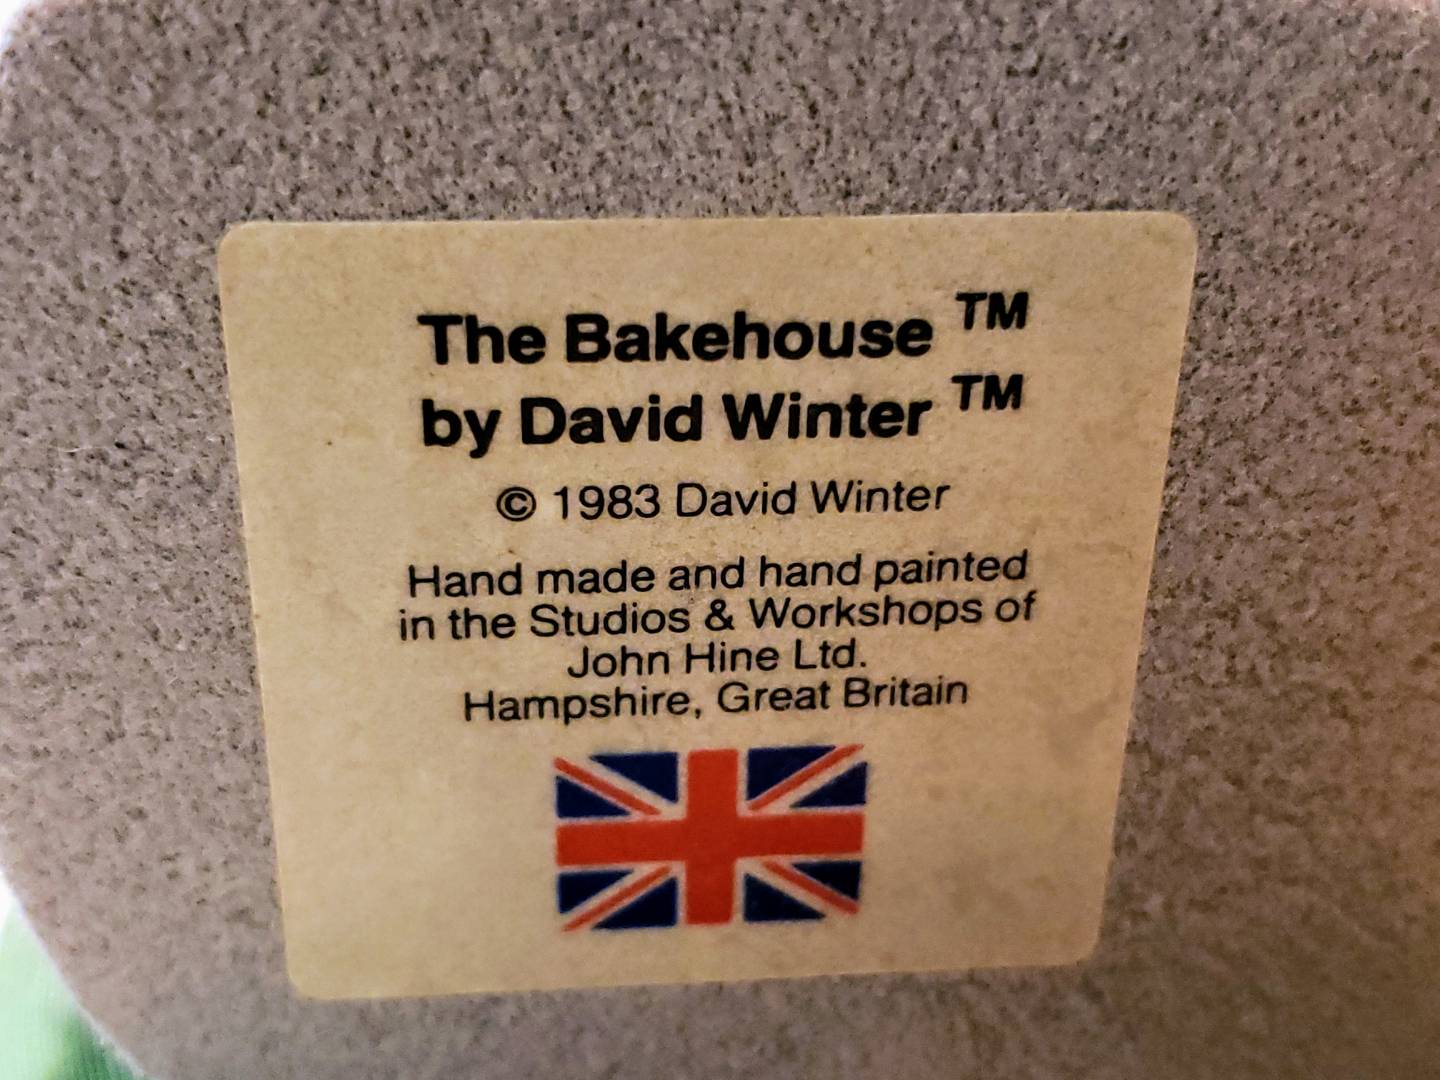 The Bakehouse ™
by David Winter ™
© 1983 David Winter
Hand made and hand painted
in the Studios & Workshops of
John Hine Ltd.
Hampshire, Great Britain